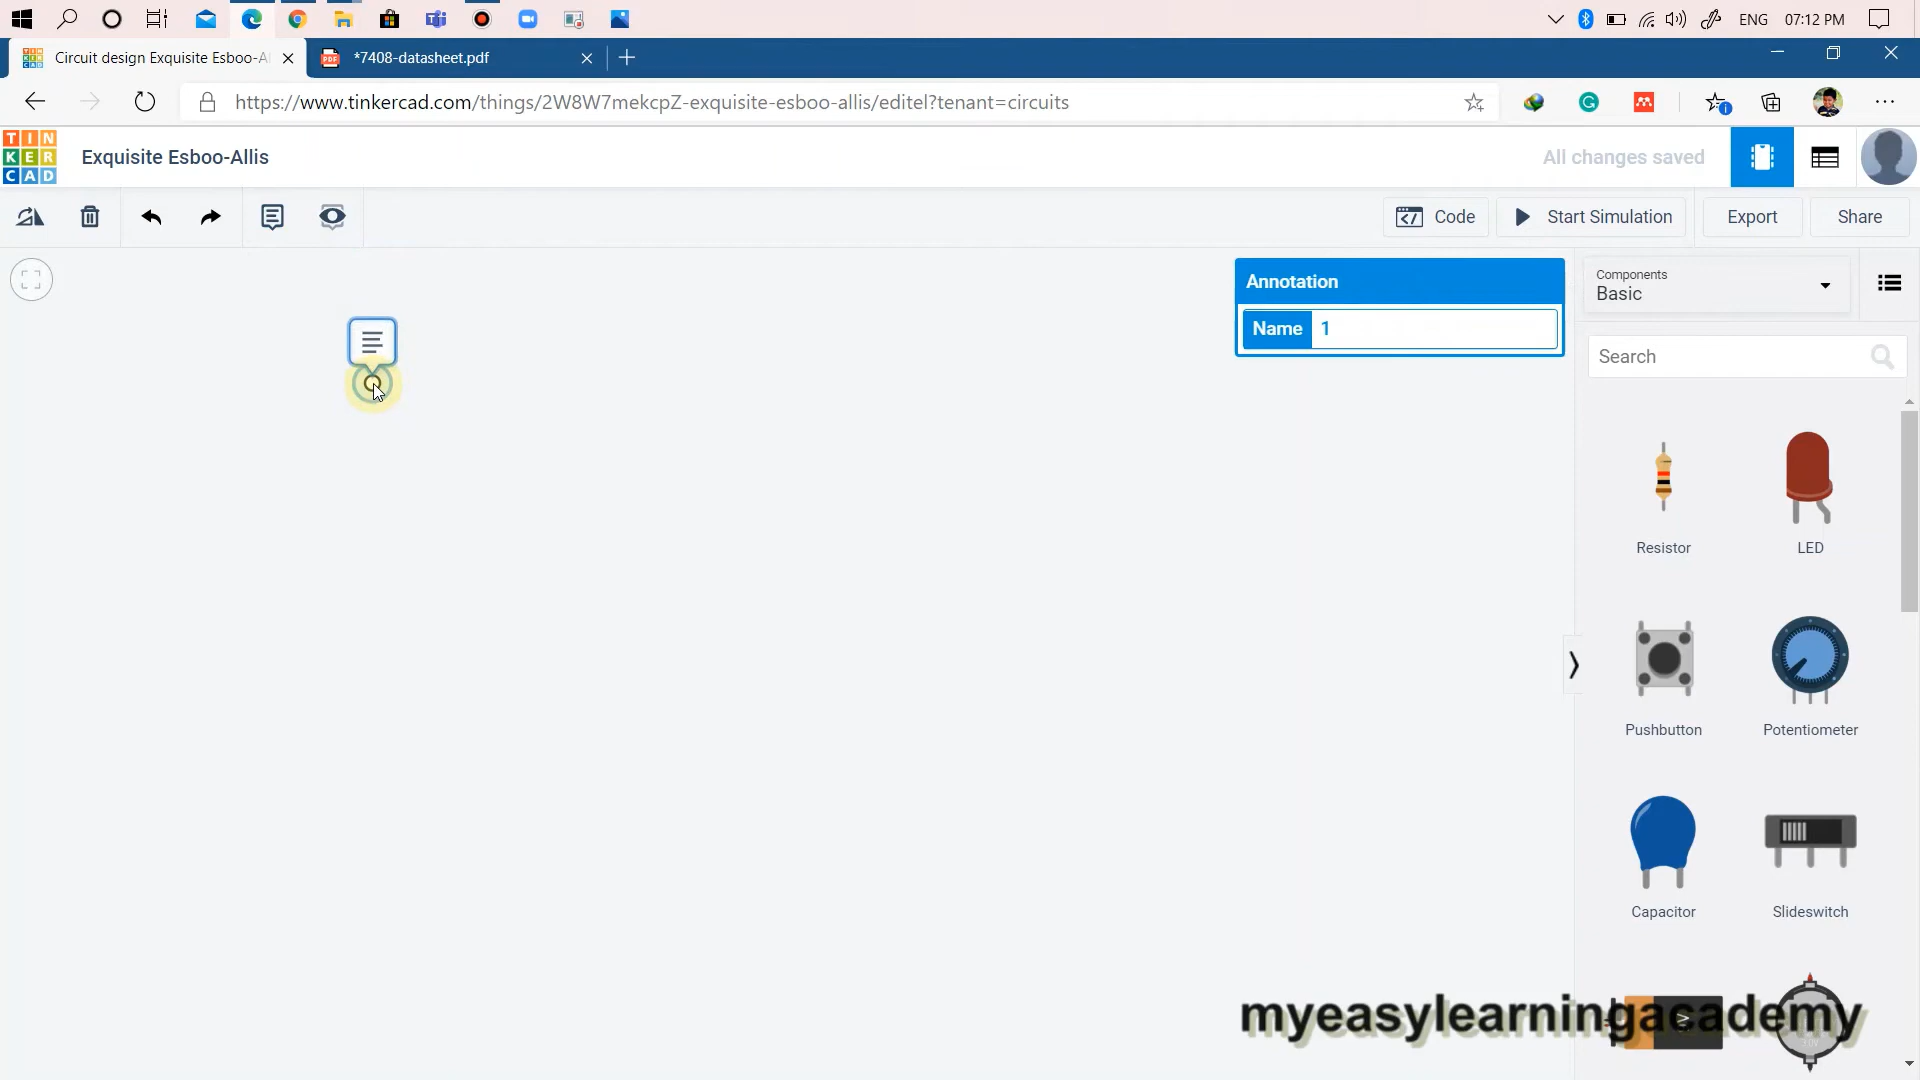 ENG
07:12 PM
Circuit design Exquisite Esboo-Al
*7408-datasheet.pdf
https://www.tinkercad.com/things/2W8W7mekcpZ-exquisite-esboo-allis/editel?tenant=circuits
TIN
KER
CAD
Exquisite Esboo-Allis
All changes saved
Code
Start Simulation
Export
Share
Annotation
Name 1
Components
Basic
Search
Resistor
LED
Pushbutton
Potentiometer
Capacitor
Slideswitch
myeasylearningacademy